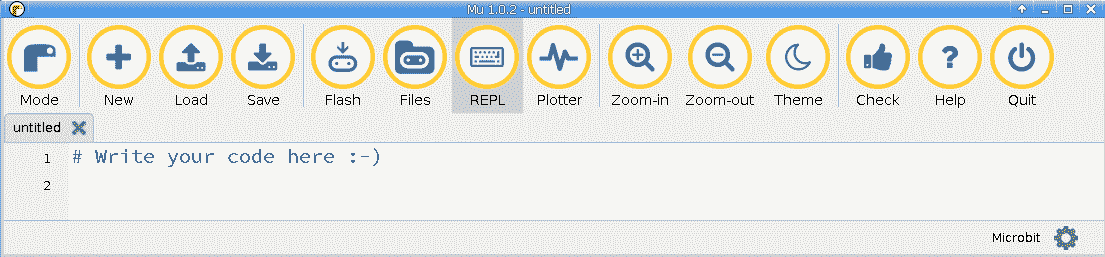 Mu 1.0.2 - untitled
Mode New Load Save Flash Files REPL Plotter Zoom-in Zoom-out Theme Check Help Quit
untitled
1 # Write your code here :-)
2
Microbit